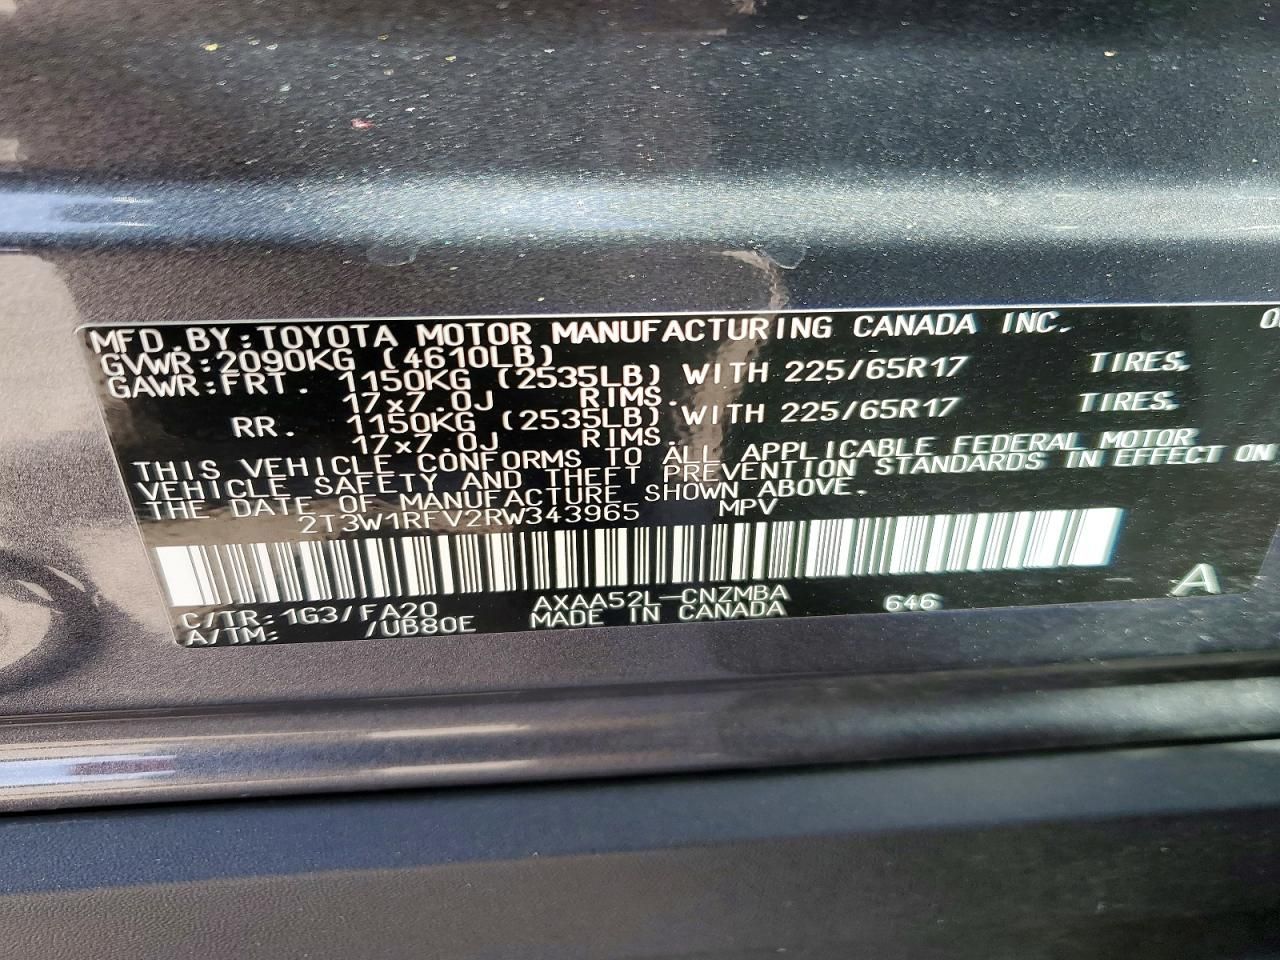 MFD.BY:TOYOTA MOTOR MANUFACTURING CANADA INC.
GVWR:2090KG (4610LB)
GAWR:FRT. 1150KG (2535LB) WITH 225/65R17 TIRES,
17x7.0J RIMS.
RR. 1150KG (2535LB) WITH 225/65R17 TIRES,
17x7.0J RIMS.
THIS VEHICLE CONFORMS TO ALL APPLICABLE FEDERAL MOTOR
VEHICLE SAFETY AND THEFT PREVENTION STANDARDS IN EFFECT ON
THE DATE OF MANUFACTURE SHOWN ABOVE.
2T3W1RFV2RW343965 MPV
C/TR:1G3/FA20 AXAA52L-CNZMBA 646 A
A/TM: /UB80E MADE IN CANADA